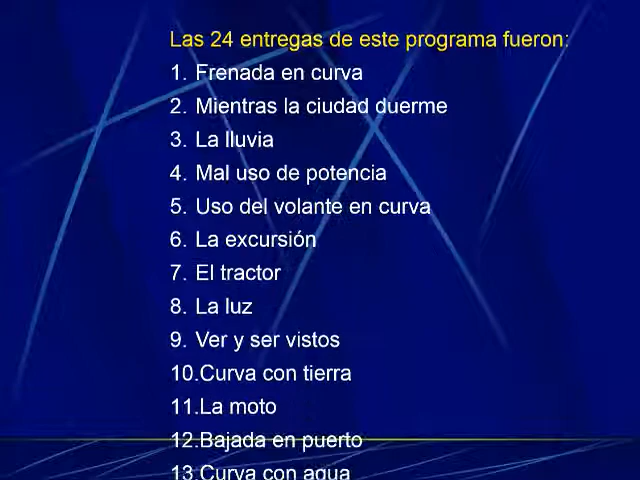 Las 24 entregas de este programa fueron:
1. Frenada en curva
2. Mientras la ciudad duerme
3. La lluvia
4. Mal uso de potencia
5. Uso del volante en curva
6. La excursión
7. El tractor
8. La luz
9. Ver y ser vistos
10.Curva con tierra
11.La moto
12.Bajada en puerto
13.Curva con agua